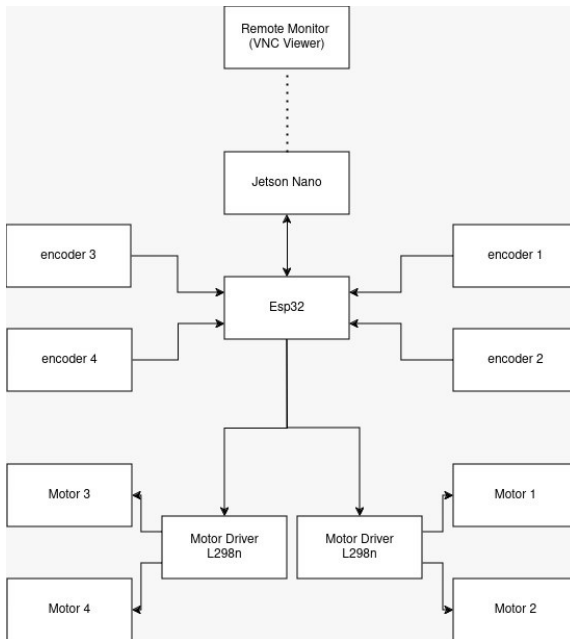 Remote Monitor
(VNC Viewer)
Jetson Nano
encoder 3
encoder 1
Esp32
encoder 4
encoder 2
Motor 3
Motor 1
Motor Driver
L298n
Motor Driver
L298n
Motor 4
Motor 2